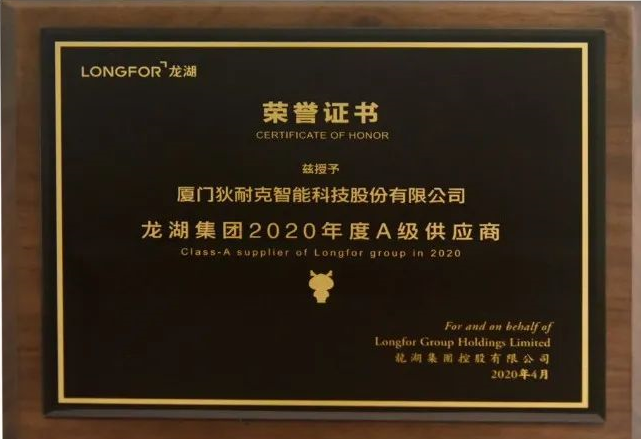 LONGFOR 龙湖
荣誉证书
CERTIFICATE OF HONOR
兹授予
厦门狄耐克智能科技股份有限公司
龙湖集团2020年度A级供应商
Class-A supplier of Longfor group in 2020
For and on behalf of
Longfor Group Holdings Limited
龍湖集團控股有限公司
2020年4月